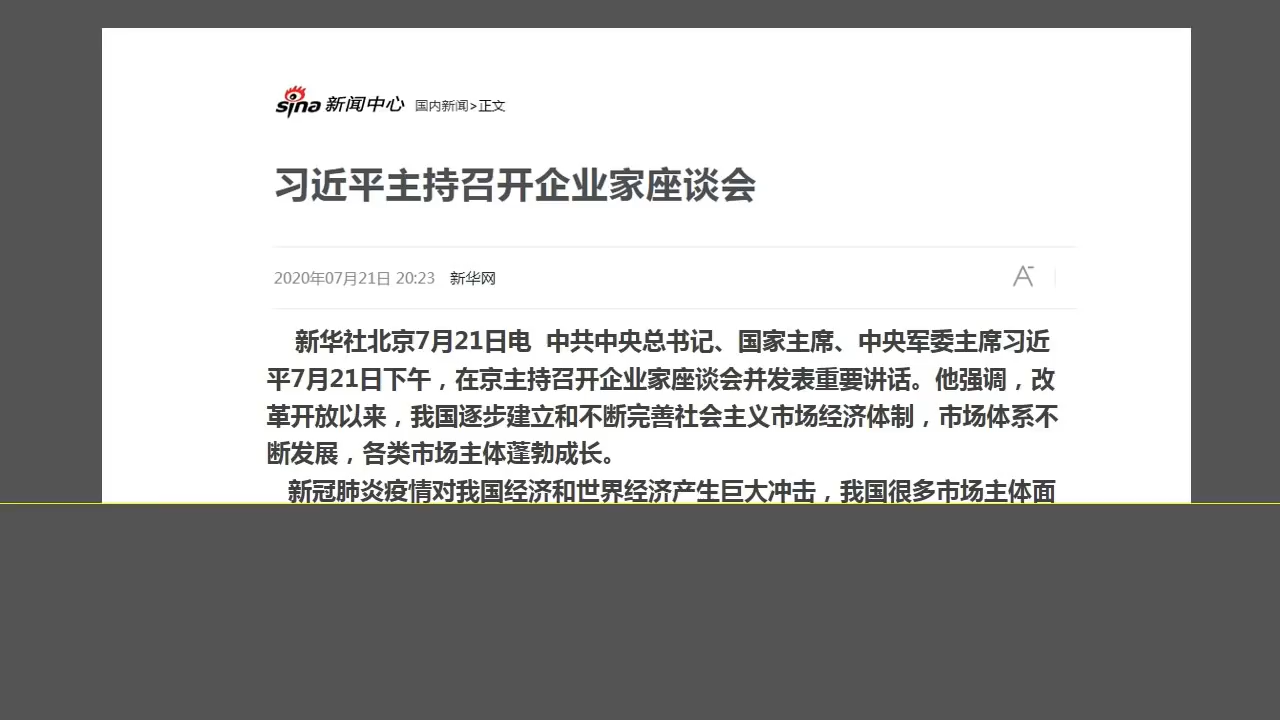 sina 新闻中心 国内新闻>正文
习近平主持召开企业家座谈会
2020年07月21日 20:23 新华网 A-
新华社北京7月21日电 中共中央总书记、国家主席、中央军委主席习近
平7月21日下午，在京主持召开企业家座谈会并发表重要讲话。他强调，改
革开放以来，我国逐步建立和不断完善社会主义市场经济体制，市场体系不
断发展，各类市场主体蓬勃成长。
新冠肺炎疫情对我国经济和世界经济产生巨大冲击，我国很多市场主体面